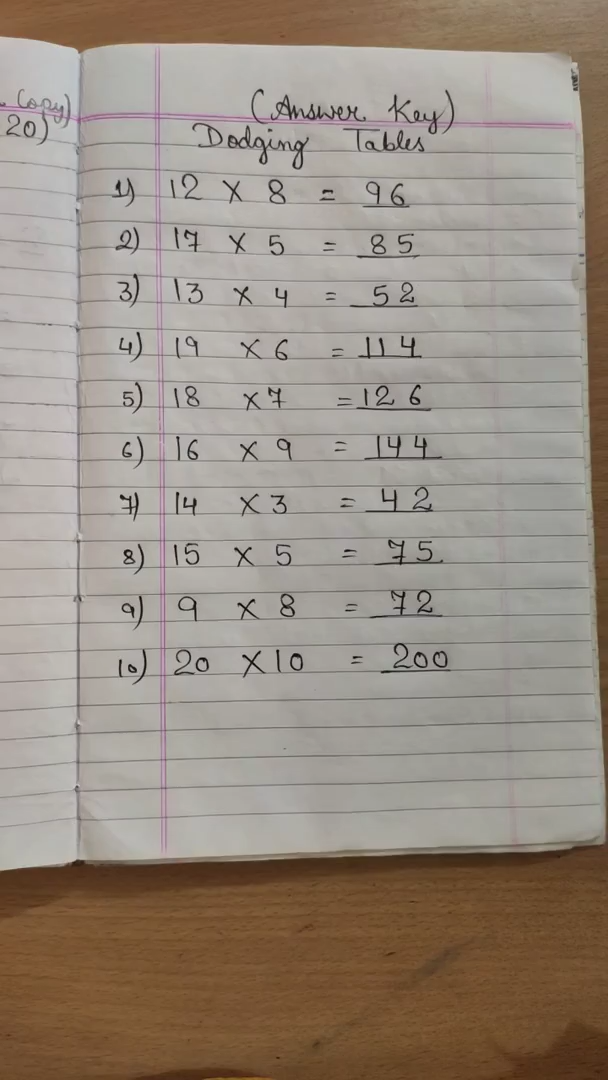 Copy)
20)
(Answer Key)
Dodging Tables
1) 12 X 8 = 96
2) 17 X 5 = 85
3) 13 X 4 = 52
4) 19 X 6 = 114
5) 18 X 7 = 126
6) 16 X 9 = 144
7) 14 X 3 = 42
8) 15 X 5 = 75
9) 9 X 8 = 72
10) 20 X 10 = 200